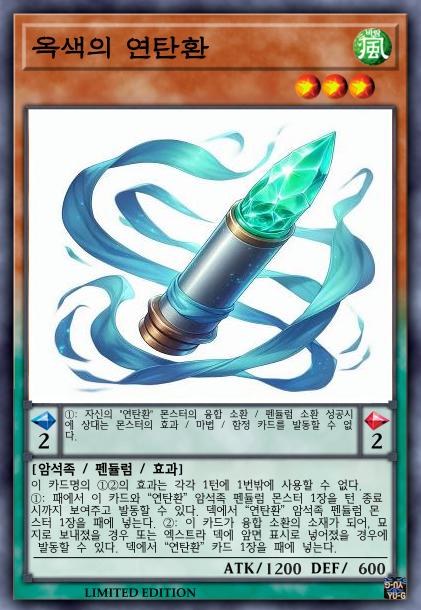 옥색의 연탄환
바람
風
①: 자신의 "연탄환" 몬스터의 융합 소환 / 펜듈럼 소환 성공시
에 상대는 몬스터의 효과 / 마법 / 함정 카드를 발동할 수 없
다.
2
2
[암석족 / 펜듈럼 / 효과]
이 카드명의 ①②의 효과는 각각 1턴에 1번밖에 사용할 수 없다.
①: 패에서 이 카드와 “연탄환” 암석족 펜듈럼 몬스터 1장을 턴 종료
시까지 보여주고 발동할 수 있다. 덱에서 “연탄환” 암석족 펜듈럼 몬
스터 1장을 패에 넣는다. ②: 이 카드가 융합 소환의 소재가 되어, 묘
지로 보내졌을 경우 또는 엑스트라 덱에 앞면 표시로 넣어졌을 경우에
발동할 수 있다. 덱에서 “연탄환” 카드 1장을 패에 넣는다.
ATK/1200 DEF/ 600
LIMITED EDITION